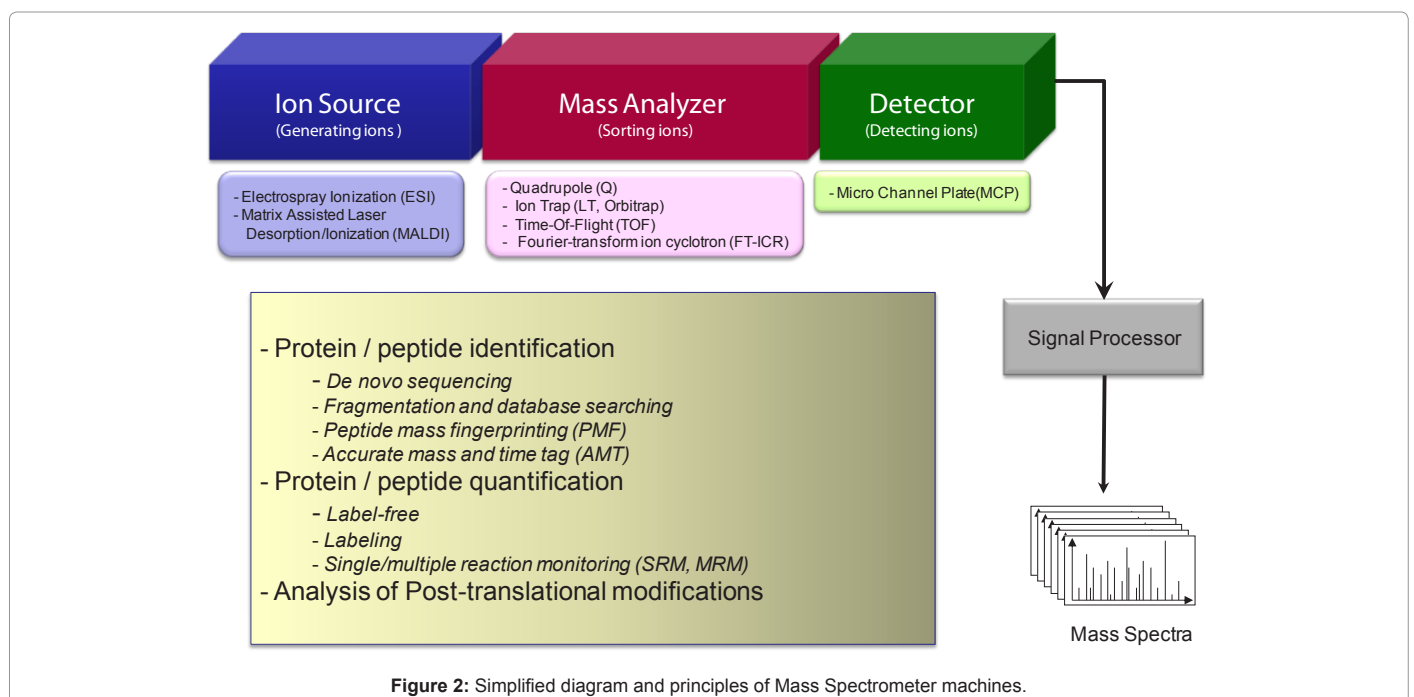 Ion Source
(Generating ions )
Mass Analyzer
(Sorting ions)
Detector
(Detecting ions)
- Electrospray Ionization (ESI)
- Matrix Assisted Laser
Desorption/Ionization (MALDI)
- Quadrupole (Q)
- Ion Trap (LT, Orbitrap)
- Time-Of-Flight (TOF)
- Fourier-transform ion cyclotron (FT-ICR)
- Micro Channel Plate(MCP)
Signal Processor
- Protein / peptide identification
- De novo sequencing
- Fragmentation and database searching
- Peptide mass fingerprinting (PMF)
- Accurate mass and time tag (AMT)
- Protein / peptide quantification
- Label-free
- Labeling
- Single/multiple reaction monitoring (SRM, MRM)
- Analysis of Post-translational modifications
Mass Spectra
Figure 2: Simplified diagram and principles of Mass Spectrometer machines.